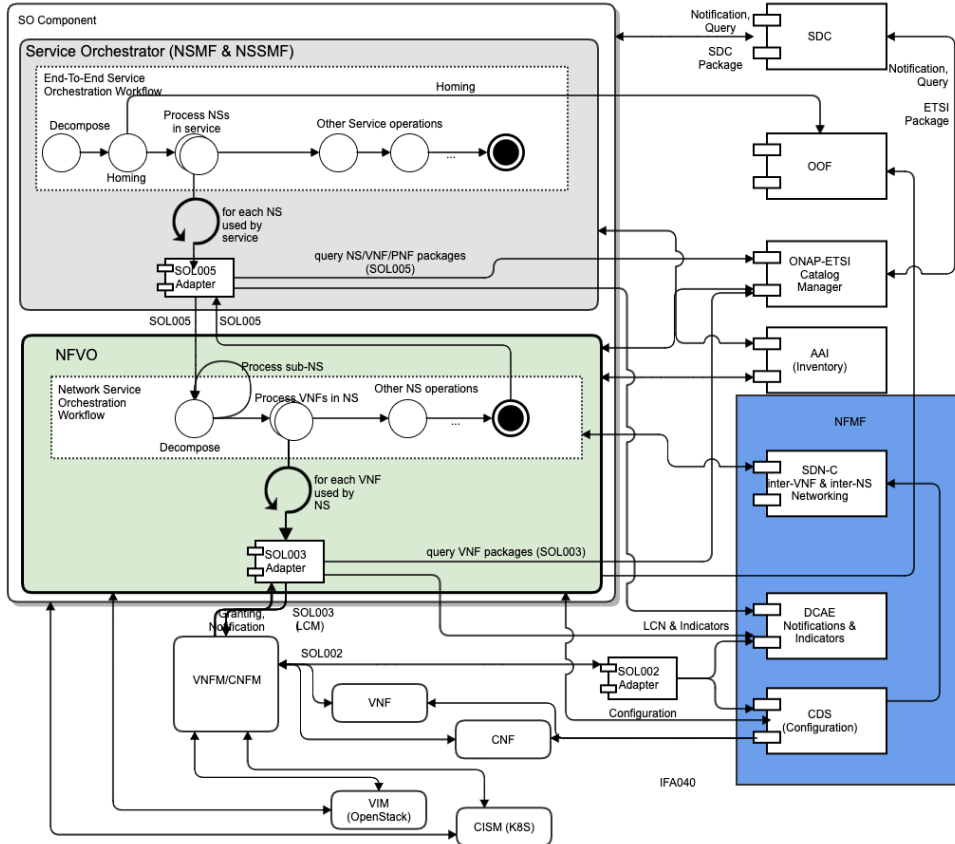 SO Component
Service Orchestrator (NSMF & NSSMF)
End-To-End Service
Orchestration Workflow
Homing
Decompose
Process NSs
in service
Other Service operations
...
Homing
for each NS
used by
service
SOL005
Adapter
query NS/VNF/PNF packages
(SOL005)
SOL005
SOL005
NFVO
Process sub-NS
Network Service
Orchestration
Workflow
Process VNFs in NS
Other NS operations
...
Decompose
for each VNF
used by
NS
SOL003
Adapter
query VNF packages (SOL003)
Granting,
Notification
SOL003
(LCM)
LCN & Indicators
VNFM/CNFM
SOL002
SOL002
Adapter
VNF
Configuration
CNF
VIM
(OpenStack)
CISM (K8S)
Notification,
Query
SDC
Package
SDC
Notification,
Query
ETSI
Package
OOF
ONAP-ETSI
Catalog
Manager
AAI
(Inventory)
NFMF
SDN-C
inter-VNF & inter-NS
Networking
DCAE
Notifications &
Indicators
CDS
(Configuration)
IFA040